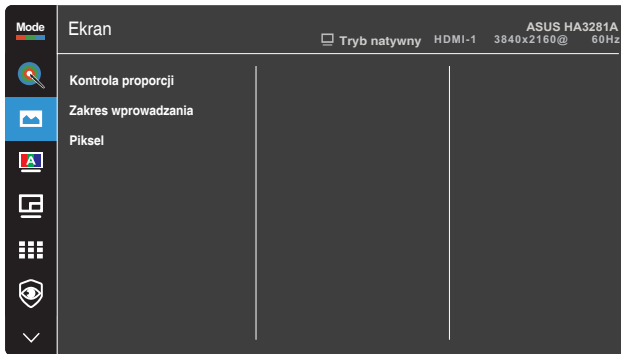 Mode
Ekran
ASUS HA3281A
Tryb natywny HDMI-1 3840x2160@ 60Hz
Kontrola proporcji
Zakres wprowadzania
Piksel
A